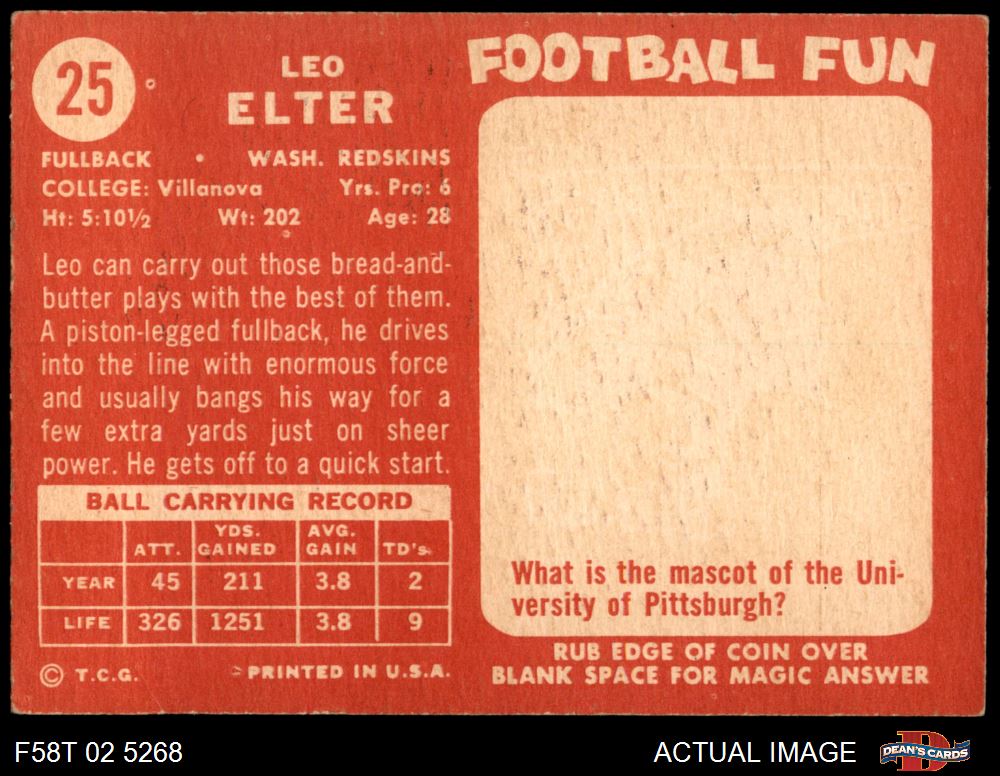 25
LEO
ELTER
FULLBACK • WASH. REDSKINS
COLLEGE: Villanova Yrs. Pro: 6
Ht: 5:10½ Wt: 202 Age: 28
Leo can carry out those bread-and-
butter plays with the best of them.
A piston-legged fullback, he drives
into the line with enormous force
and usually bangs his way for a
few extra yards just on sheer
power. He gets off to a quick start.
BALL CARRYING RECORD
ATT. YDS. GAINED AVG. GAIN TD's.
YEAR 45 211 3.8 2
LIFE 326 1251 3.8 9
© T.C.G. PRINTED IN U.S.A.
FOOTBALL FUN
What is the mascot of the Uni-
versity of Pittsburgh?
RUB EDGE OF COIN OVER
BLANK SPACE FOR MAGIC ANSWER
F58T 02 5268
ACTUAL IMAGE
D
DEAN'S CARDS